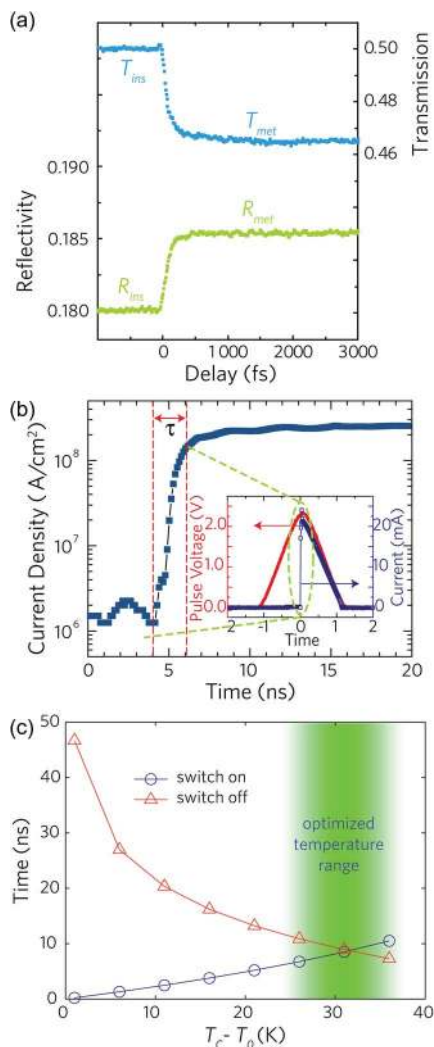 (a)
T_ins
T_met
R_met
R_ins
0.190
0.185
0.180
Reflectivity
0.50
0.48
0.46
Transmission
0
1 000
2000
3000
Delay (fs)
(b)
τ
10^8
10^7
10^6
Current Density ( A/cm^2)
0
5
10
15
20
Time (ns)
2.0
1.0
0.0
Pulse Voltage (V)
20
10
0
Current (mA)
2
1
0
1
2
Time
(c)
50
40
30
20
10
0
Time (ns)
switch on
switch off
optimized
temperature
range
0
10
20
30
40
T_C - T_0 (K)